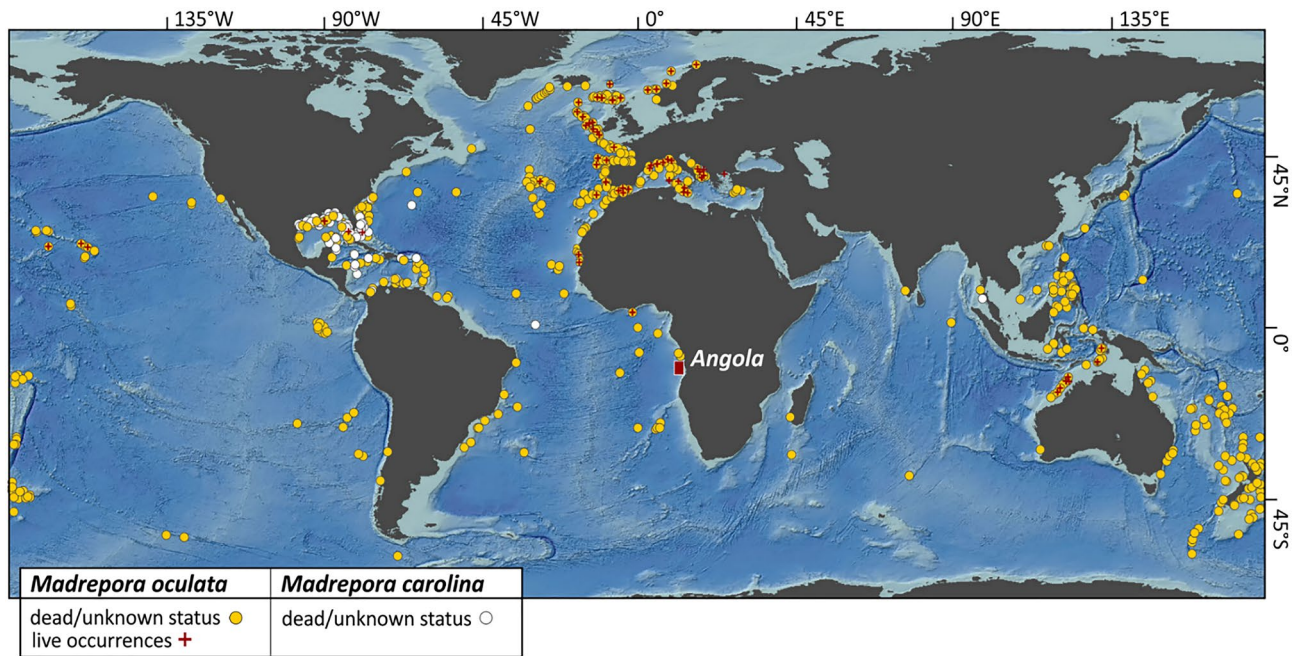 135°W 90°W 45°W 0° 45°E 90°E 135°E
45°N
0°
45°S
Angola
Madrepora oculata Madrepora carolina
dead/unknown status dead/unknown status
live occurrences